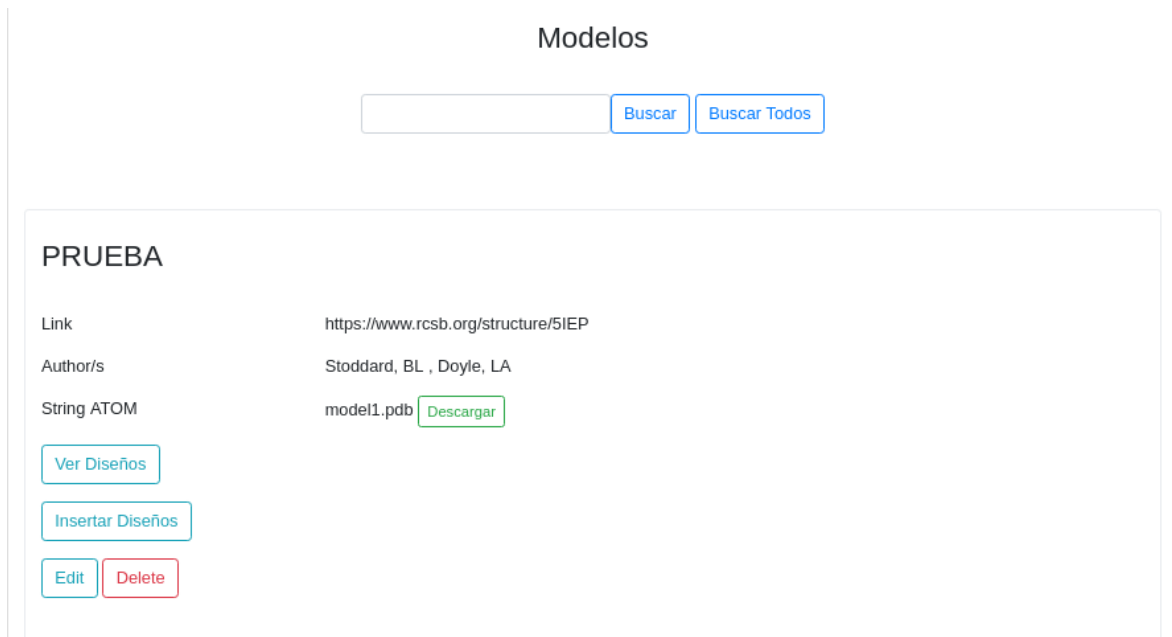 Modelos
Buscar Buscar Todos
PRUEBA
Link https://www.rcsb.org/structure/5IEP
Author/s Stoddard, BL , Doyle, LA
String ATOM model1.pdb Descargar
Ver Diseños
Insertar Diseños
Edit Delete